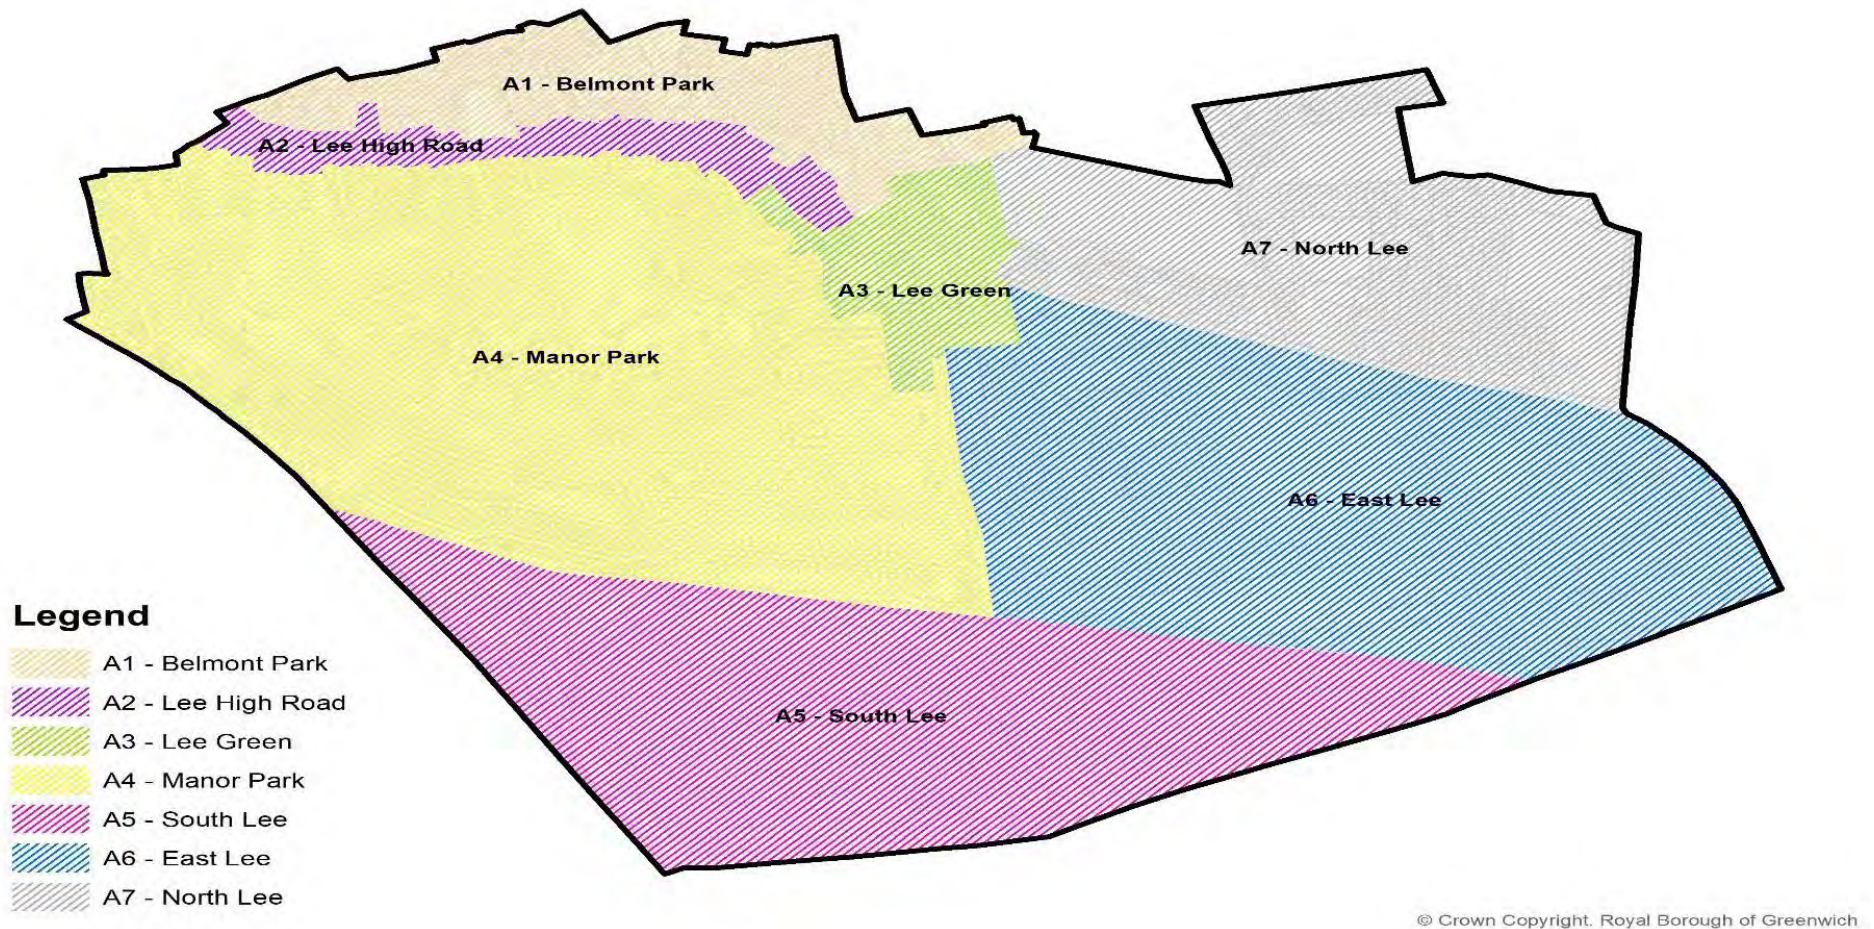 A1 - Belmont Park
A2 - Lee High Road
A7 - North Lee
A3 - Lee Green
A4 - Manor Park
A6 - East Lee
A5 - South Lee
Legend
A1 - Belmont Park
A2 - Lee High Road
A3 - Lee Green
A4 - Manor Park
A5 - South Lee
A6 - East Lee
A7 - North Lee
© Crown Copyright. Royal Borough of Greenwich